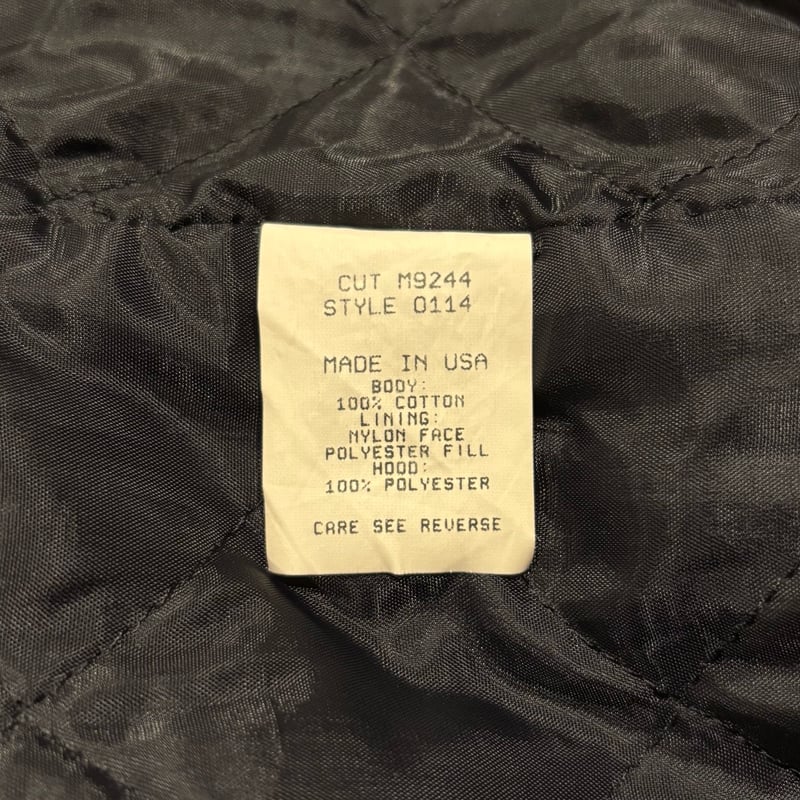 CUT M9244
STYLE 0114
MADE IN USA
BODY:
100% COTTON
LINING:
NYLON FACE
POLYESTER FILL
HOOD:
100% POLYESTER
CARE SEE REVERSE